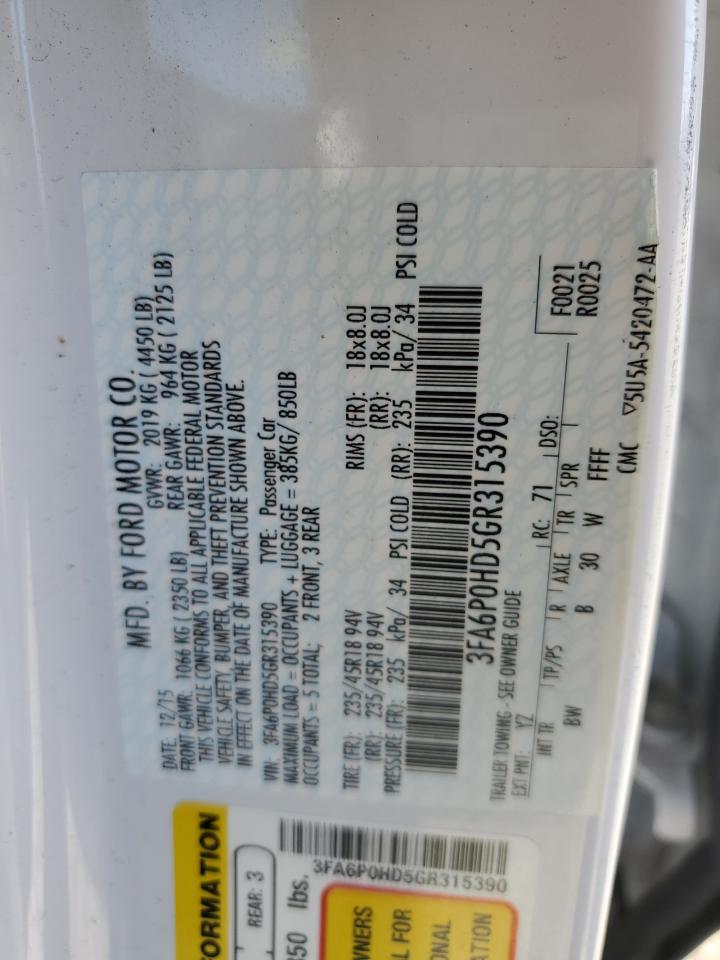 MFD. BY FORD MOTOR CO.
DATE: 12/15 GVWR: 2019 KG ( 4450 LB)
FRONT GAWR: 1066 KG ( 2350 LB) REAR GAWR: 964 KG ( 2125 LB)
THIS VEHICLE CONFORMS TO ALL APPLICABLE FEDERAL MOTOR
VEHICLE SAFETY, BUMPER, AND THEFT PREVENTION STANDARDS
IN EFFECT ON THE DATE OF MANUFACTURE SHOWN ABOVE.
VIN: 3FA6P0HD5GR315390 TYPE: Passenger Car
MAXIMUM LOAD = OCCUPANTS + LUGGAGE = 385KG/ 850LB
OCCUPANTS = 5 TOTAL; 2 FRONT, 3 REAR
TIRE (FR): 235/45R18 94V RIMS (FR): 18x8.0J
(RR): 235/45R18 94V (RR): 18x8.0J
PRESSURE (FR): 235 kPa/ 34 PSI COLD (RR): 235 kPa/ 34 PSI COLD
3FA6P0HD5GR315390
TRAILER TOWING - SEE OWNER GUIDE
EXT PNT: YZ RC: 71 DSO: F0021
R0025
INT TR TP/PS R AXLE TR SPR
BW B 30 W FFFF
CMC ▽5U5A-5420472-AA
ORMATION
REAR: 3
350 lbs.
3FA6P0HD5GR315390
WNERS
L FOR
ONAL
ATION